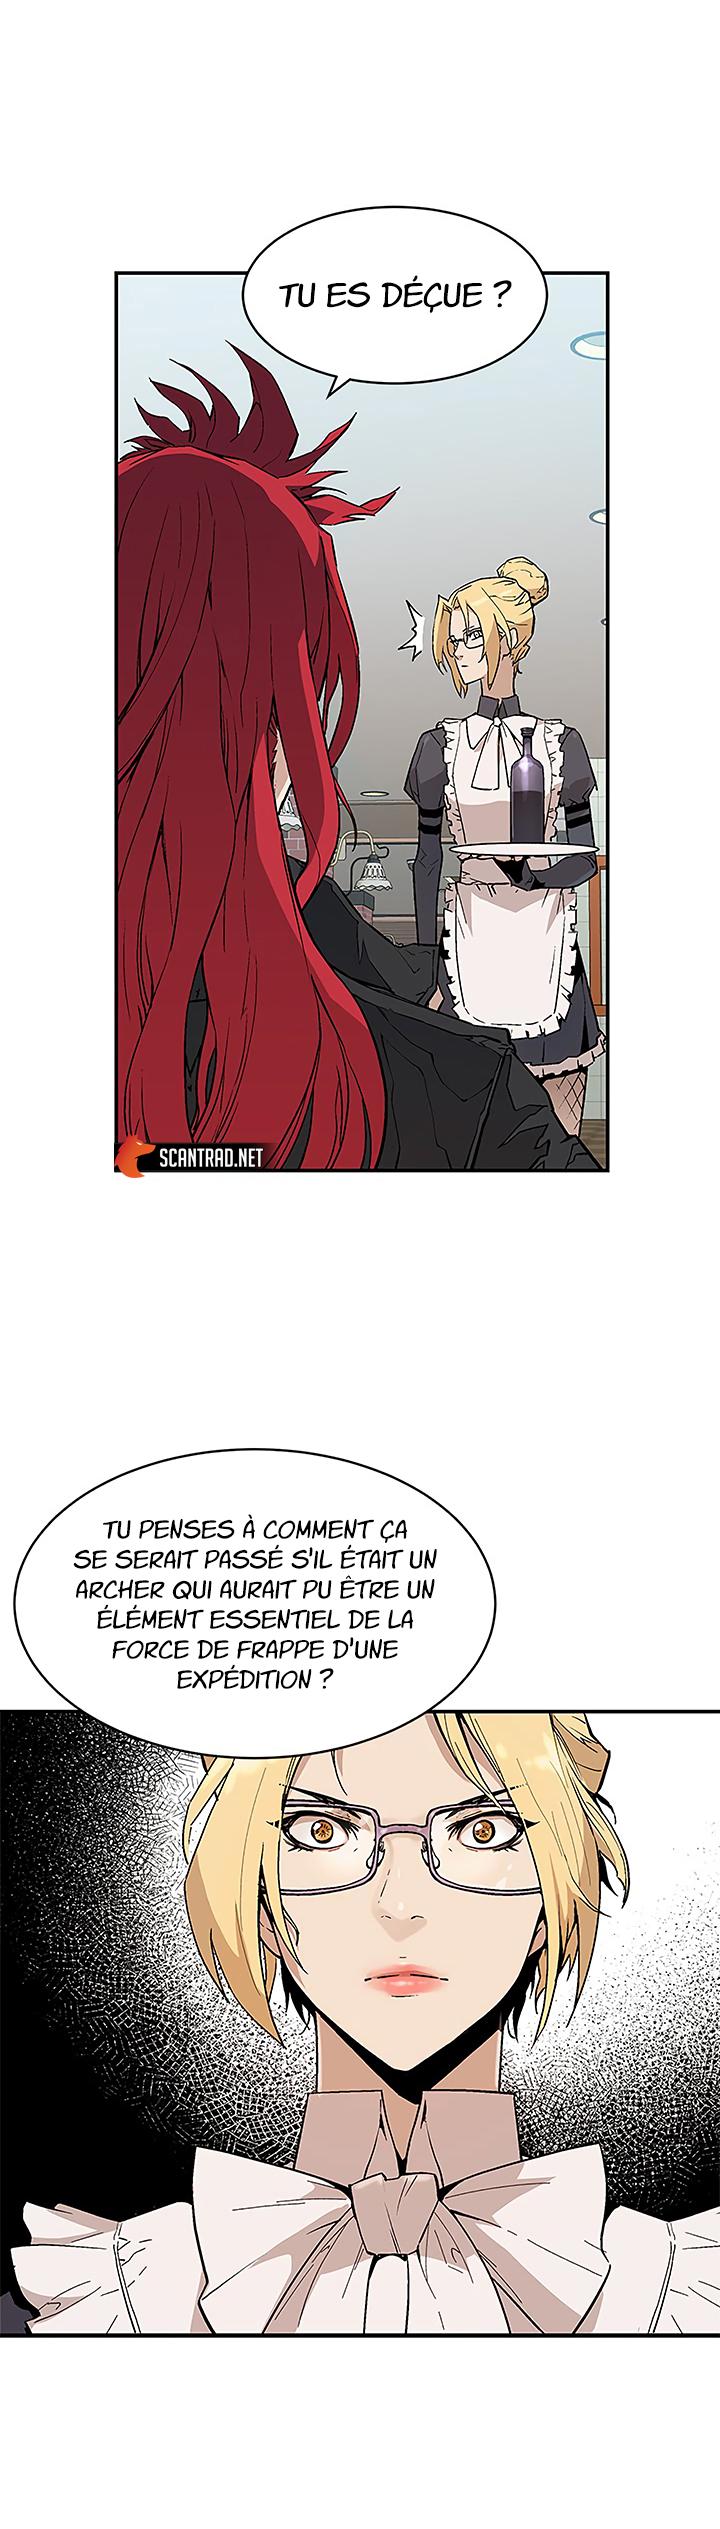 TU ES DÉÇUE ?
SCANTRAD.NET
TU PENSES À COMMENT ÇA
SE SERAIT PASSÉ S'IL ÉTAIT UN
ARCHER QUI AURAIT PU ÊTRE UN
ÉLÉMENT ESSENTIEL DE LA
FORCE DE FRAPPE D'UNE
EXPÉDITION ?